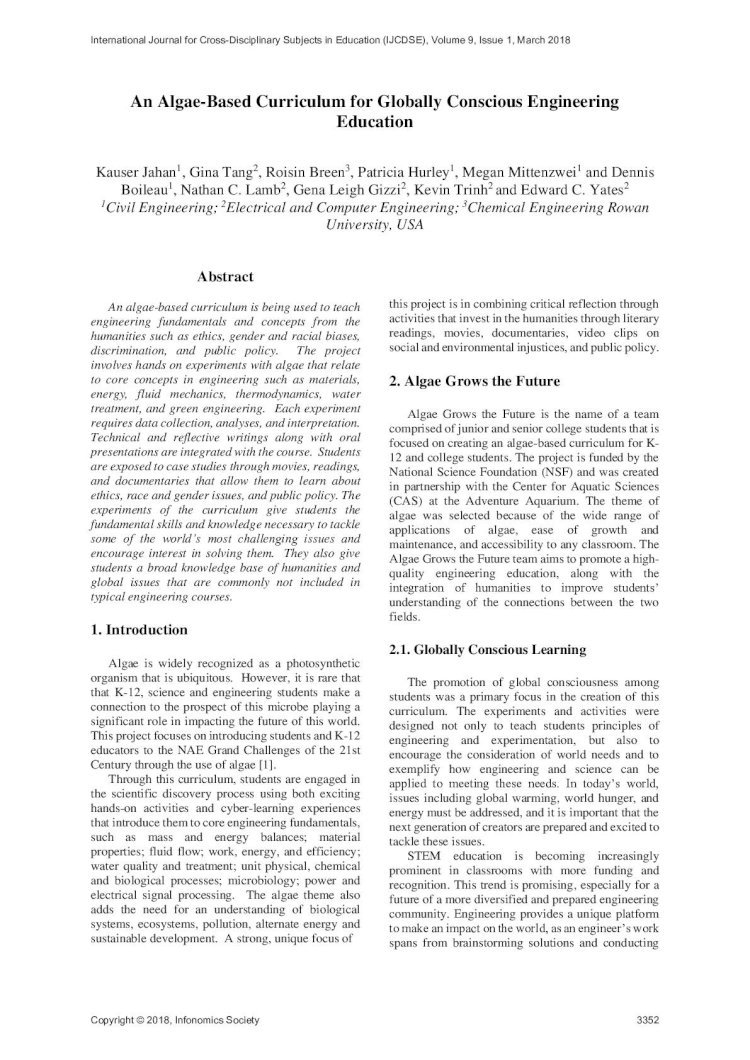 International Journal for Cross-Disciplinary Subjects in Education (IJCDSE), Volume 9, Issue 1, March 2018
An Algae-Based Curriculum for Globally Conscious Engineering
Education
Kauser Jahan¹, Gina Tang², Roisin Breen³, Patricia Hurley¹, Megan Mittenzwei¹ and Dennis
Boileau¹, Nathan C. Lamb², Gena Leigh Gizzi², Kevin Trinh² and Edward C. Yates²
¹Civil Engineering; ²Electrical and Computer Engineering; ³Chemical Engineering Rowan
University, USA
Abstract
An algae-based curriculum is being used to teach
engineering fundamentals and concepts from the
humanities such as ethics, gender and racial biases,
discrimination, and public policy. The project
involves hands on experiments with algae that relate
to core concepts in engineering such as materials,
energy, fluid mechanics, thermodynamics, water
treatment, and green engineering. Each experiment
requires data collection, analyses, and interpretation.
Technical and reflective writings along with oral
presentations are integrated with the course. Students
are exposed to case studies through movies, readings,
and documentaries that allow them to learn about
ethics, race and gender issues, and public policy. The
experiments of the curriculum give students the
fundamental skills and knowledge necessary to tackle
some of the world's most challenging issues and
encourage interest in solving them. They also give
students a broad knowledge base of humanities and
global issues that are commonly not included in
typical engineering courses.
1. Introduction
Algae is widely recognized as a photosynthetic
organism that is ubiquitous. However, it is rare that
that K-12, science and engineering students make a
connection to the prospect of this microbe playing a
significant role in impacting the future of this world.
This project focuses on introducing students and K-12
educators to the NAE Grand Challenges of the 21st
Century through the use of algae [1].
Through this curriculum, students are engaged in
the scientific discovery process using both exciting
hands-on activities and cyber-learning experiences
that introduce them to core engineering fundamentals,
such as mass and energy balances; material
properties; fluid flow; work, energy, and efficiency;
water quality and treatment; unit physical, chemical
and biological processes; microbiology; power and
electrical signal processing. The algae theme also
adds the need for an understanding of biological
systems, ecosystems, pollution, alternate energy and
sustainable development. A strong, unique focus of
this project is in combining critical reflection through
activities that invest in the humanities through literary
readings, movies, documentaries, video clips on
social and environmental injustices, and public policy.
2. Algae Grows the Future
Algae Grows the Future is the name of a team
comprised of junior and senior college students that is
focused on creating an algae-based curriculum for K-
12 and college students. The project is funded by the
National Science Foundation (NSF) and was created
in partnership with the Center for Aquatic Sciences
(CAS) at the Adventure Aquarium. The theme of
algae was selected because of the wide range of
applications of algae, ease of growth and
maintenance, and accessibility to any classroom. The
Algae Grows the Future team aims to promote a high-
quality engineering education, along with the
integration of humanities to improve students'
understanding of the connections between the two
fields.
2.1. Globally Conscious Learning
The promotion of global consciousness among
students was a primary focus in the creation of this
curriculum. The experiments and activities were
designed not only to teach students principles of
engineering and experimentation, but also to
encourage the consideration of world needs and to
exemplify how engineering and science can be
applied to meeting these needs. In today's world,
issues including global warming, world hunger, and
energy must be addressed, and it is important that the
next generation of creators are prepared and excited to
tackle these issues.
STEM education is becoming increasingly
prominent in classrooms with more funding and
recognition. This trend is promising, especially for a
future of a more diversified and prepared engineering
community. Engineering provides a unique platform
to make an impact on the world, as an engineer's work
spans from brainstorming solutions and conducting
Copyright © 2018, Infonomics Society
3352